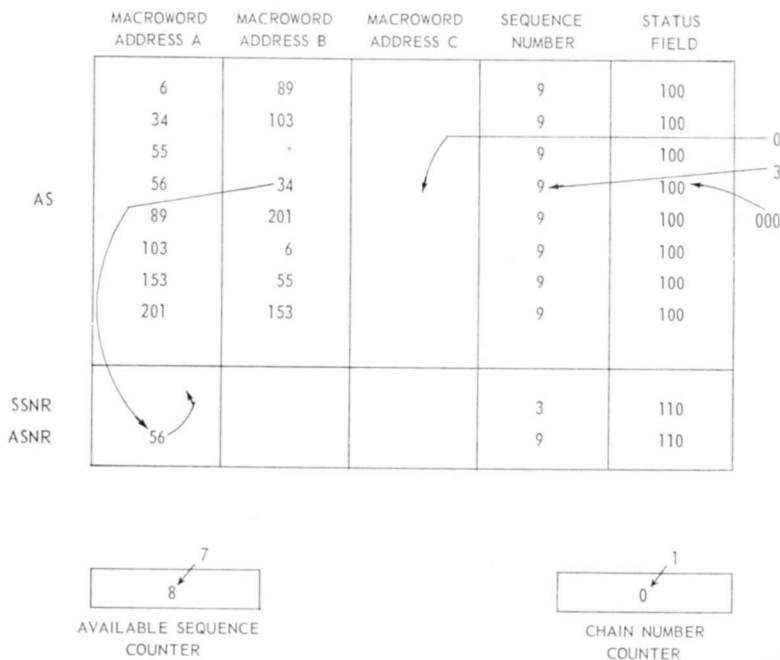 MACROWORD ADDRESS A MACROWORD ADDRESS B MACROWORD ADDRESS C SEQUENCE NUMBER STATUS FIELD
6 89 9 100
34 103 9 100
0
55 9 100
3
AS
56 34 9 100
89 201 9 100 000
103 6 9 100
153 55 9 100
201 153 9 100
SSNR 3 110
ASNR 56 9 110
7 1
8 0
AVAILABLE SEQUENCE COUNTER
CHAIN NUMBER COUNTER